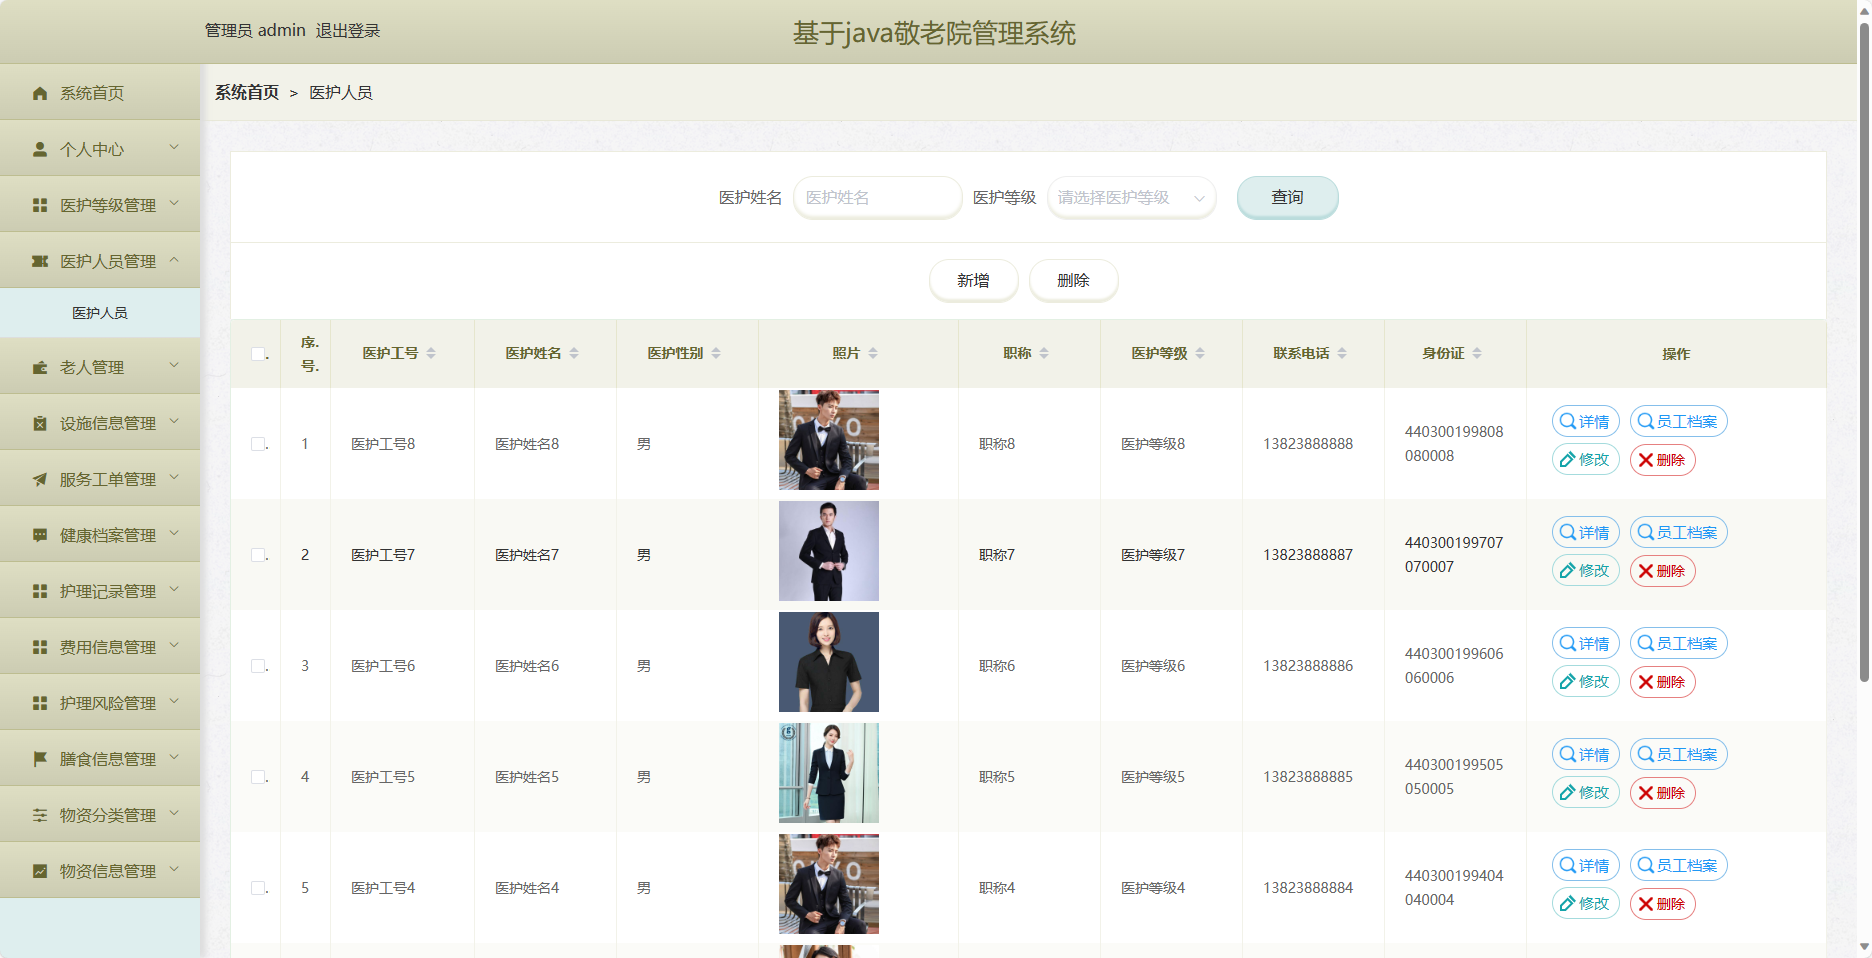 管理员 admin 退出登录
基于java敬老院管理系统
系统首页
个人中心
医护等级管理
医护人员管理
医护人员
老人管理
设施信息管理
服务工单管理
健康档案管理
护理记录管理
费用信息管理
护理风险管理
膳食信息管理
物资分类管理
物资信息管理
系统首页 > 医护人员
医护姓名 医护姓名 医护等级 请选择医护等级 查询
新增 删除
序号 医护工号 医护姓名 医护性别 照片 职称 医护等级 联系电话 身份证 操作
1 医护工号8 医护姓名8 男 职称8 医护等级8 13823888888 440300199808080008 详情 员工档案 修改 删除
2 医护工号7 医护姓名7 男 职称7 医护等级7 13823888887 440300199707070007 详情 员工档案 修改 删除
3 医护工号6 医护姓名6 男 职称6 医护等级6 13823888886 440300199606060006 详情 员工档案 修改 删除
4 医护工号5 医护姓名5 男 职称5 医护等级5 13823888885 440300199505050005 详情 员工档案 修改 删除
5 医护工号4 医护姓名4 男 职称4 医护等级4 13823888884 440300199404040004 详情 员工档案 修改 删除